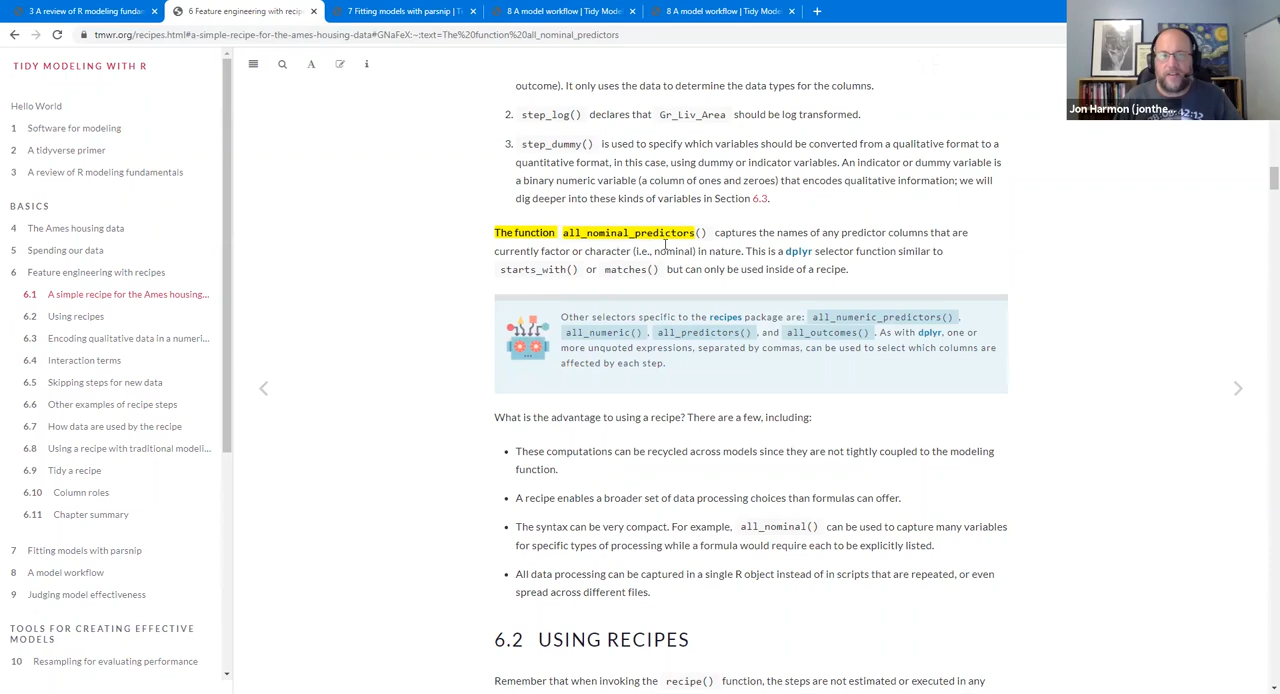 3 A review of R modeling fundam
6 Feature engineering with recip
7 Fitting models with parsnip | Ti
8 A model workflow | Tidy Model
8 A model workflow | Tidy Model
tmwr.org/recipes.html#a-simple-recipe-for-the-ames-housing-data#GNaFeX:~:text=The%20function%20all_nominal_predictors
Jon Harmon (jonthe...
TIDY MODELING WITH R
Hello World
1 Software for modeling
2 A tidyverse primer
3 A review of R modeling fundamentals
BASICS
4 The Ames housing data
5 Spending our data
6 Feature engineering with recipes
6.1 A simple recipe for the Ames housing...
6.2 Using recipes
6.3 Encoding qualitative data in a numeri...
6.4 Interaction terms
6.5 Skipping steps for new data
6.6 Other examples of recipe steps
6.7 How data are used by the recipe
6.8 Using a recipe with traditional modeli...
6.9 Tidy a recipe
6.10 Column roles
6.11 Chapter summary
7 Fitting models with parsnip
8 A model workflow
9 Judging model effectiveness
TOOLS FOR CREATING EFFECTIVE
MODELS
10 Resampling for evaluating performance
outcome). It only uses the data to determine the data types for the columns.
2. step_log() declares that Gr_Liv_Area should be log transformed.
3. step_dummy() is used to specify which variables should be converted from a qualitative format to a
quantitative format, in this case, using dummy or indicator variables. An indicator or dummy variable is
a binary numeric variable (a column of ones and zeroes) that encodes qualitative information; we will
dig deeper into these kinds of variables in Section 6.3.
The function all_nominal_predictors() captures the names of any predictor columns that are
currently factor or character (i.e., nominal) in nature. This is a dplyr selector function similar to
starts_with() or matches() but can only be used inside of a recipe.
Other selectors specific to the recipes package are: all_numeric_predictors(),
all_numeric(), all_predictors(), and all_outcomes(). As with dplyr, one or
more unquoted expressions, separated by commas, can be used to select which columns are
affected by each step.
What is the advantage to using a recipe? There are a few, including:
• These computations can be recycled across models since they are not tightly coupled to the modeling
function.
• A recipe enables a broader set of data processing choices than formulas can offer.
• The syntax can be very compact. For example, all_nominal() can be used to capture many variables
for specific types of processing while a formula would require each to be explicitly listed.
• All data processing can be captured in a single R object instead of in scripts that are repeated, or even
spread across different files.
6.2 USING RECIPES
Remember that when invoking the recipe() function, the steps are not estimated or executed in any